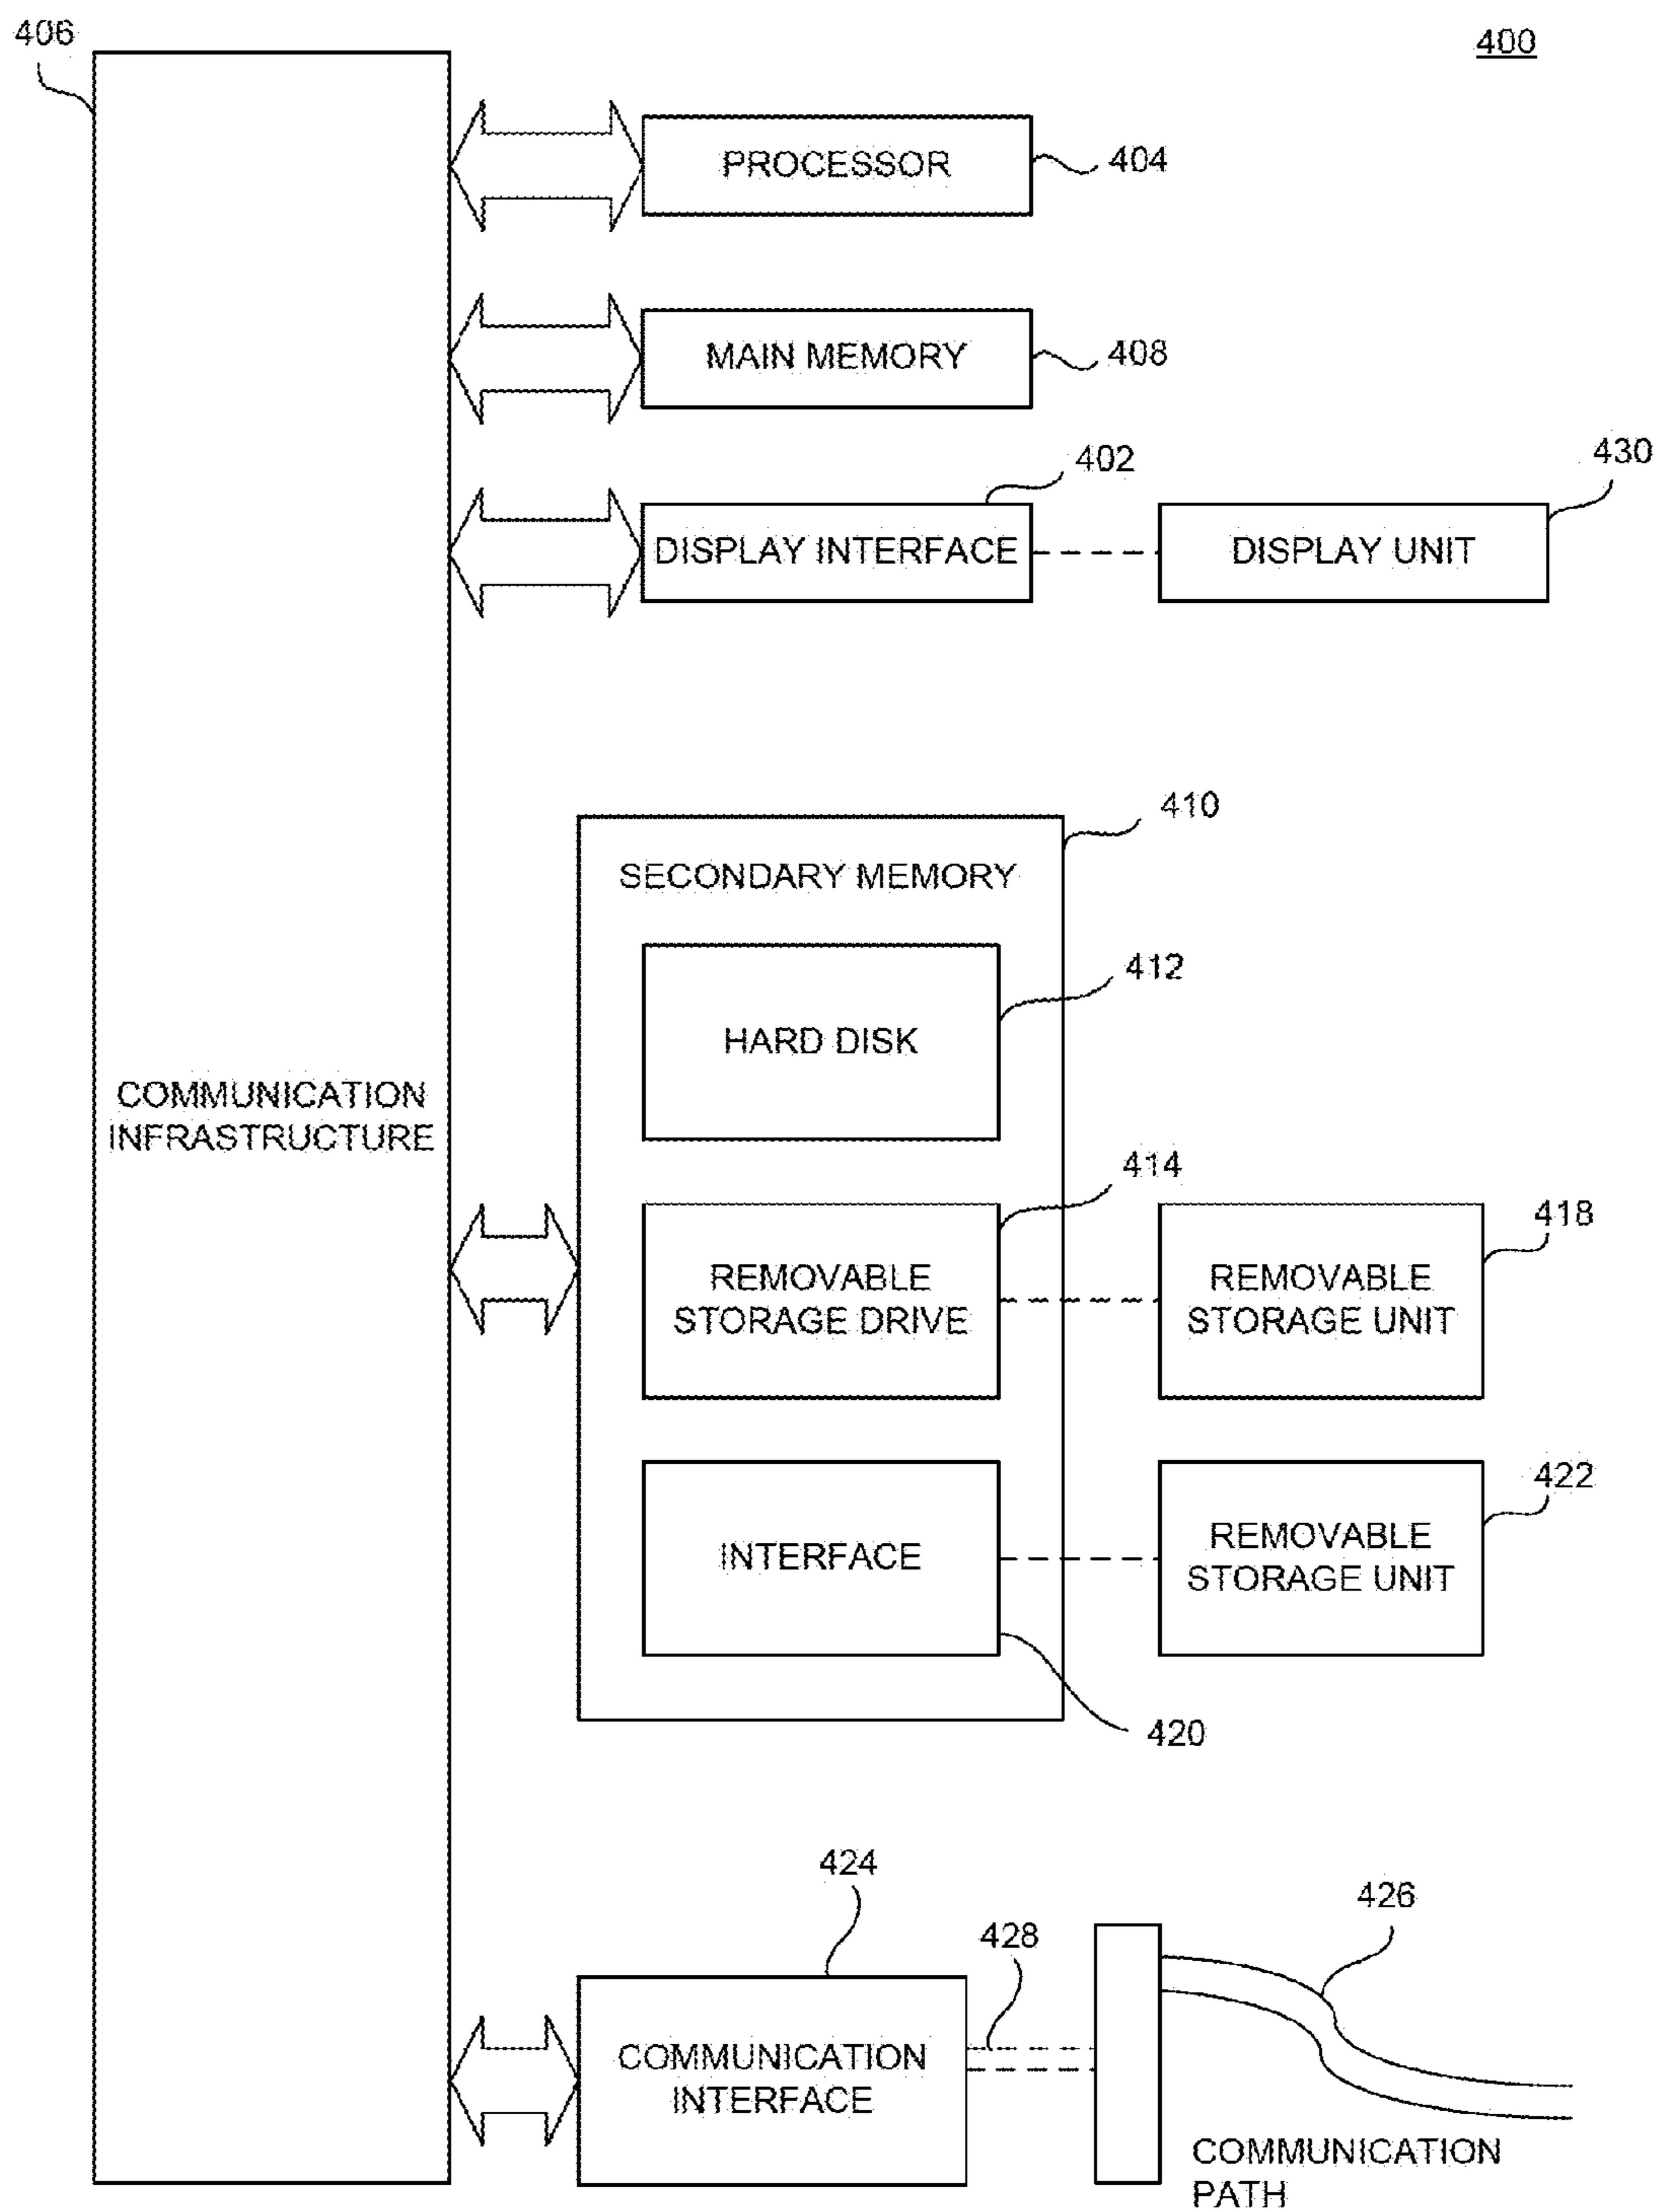 406
400
PROCESSOR
404
MAIN MEMORY
408
402
430
DISPLAY INTERFACE
DISPLAY UNIT
410
SECONDARY MEMORY
412
HARD DISK
COMMUNICATION
INFRASTRUCTURE
414
418
REMOVABLE
STORAGE DRIVE
REMOVABLE
STORAGE UNIT
422
INTERFACE
REMOVABLE
STORAGE UNIT
420
424
428
426
COMMUNICATION
INTERFACE
COMMUNICATION
PATH